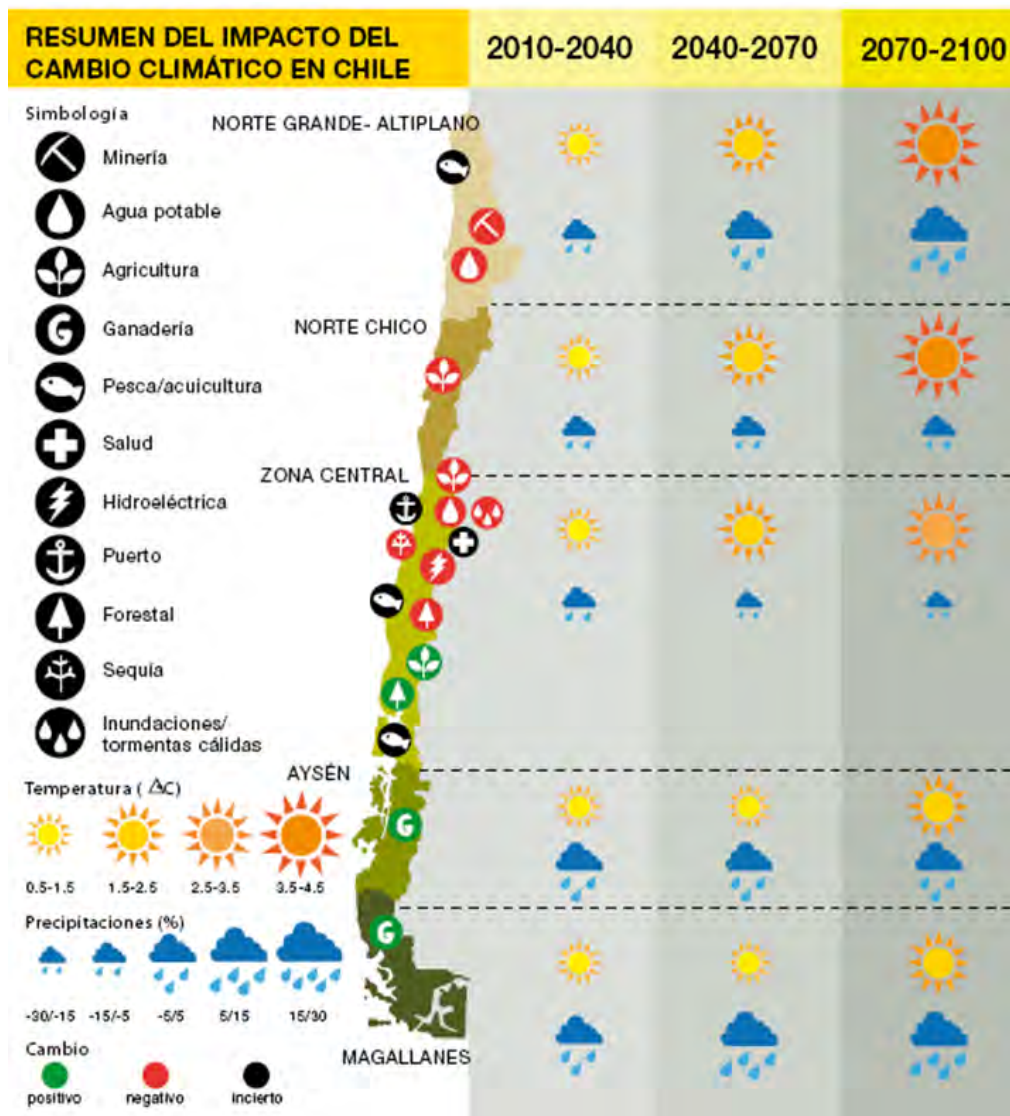 RESUMEN DEL IMPACTO DEL
CAMBIO CLIMÁTICO EN CHILE
2010-2040
2040-2070
2070-2100
Simbología
Minería
Agua potable
Agricultura
Ganadería
Pesca/acuicultura
Salud
Hidroeléctrica
Puerto
Forestal
Sequía
Inundaciones/
tormentas cálidas
NORTE GRANDE- ALTIPLANO
NORTE CHICO
ZONA CENTRAL
AYSÉN
MAGALLANES
Temperatura ( ΔC)
0.5-1.5 1.5-2.5 2.5-3.5 3.5-4.5
Precipitaciones (%)
-30/-15 -15/-5 -5/5 5/15 15/30
Cambio
positivo negativo incierto